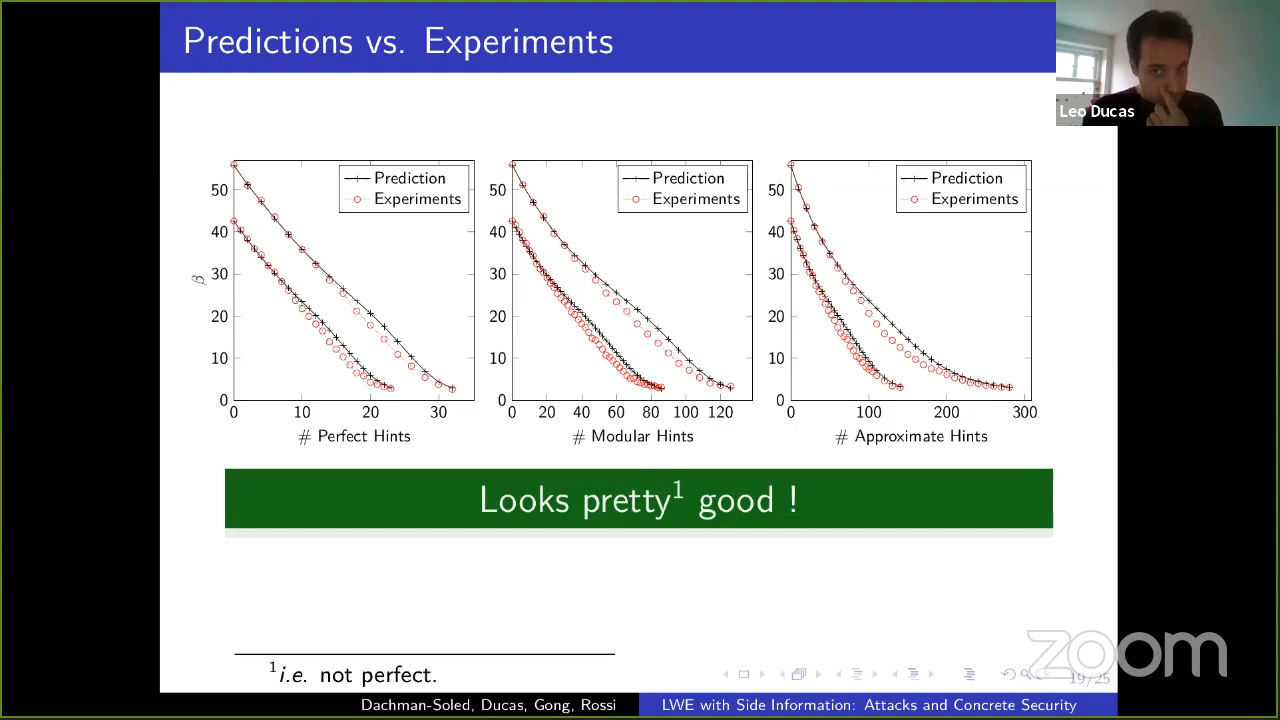 Predictions vs. Experiments
Leo Ducas
Prediction
Experiments
Prediction
Experiments
Prediction
Experiments
β
50
40
30
20
10
0
0 10 20 30
# Perfect Hints
50
40
30
20
10
0
0 20 40 60 80 100 120
# Modular Hints
50
40
30
20
10
0
0 100 200 300
# Approximate Hints
Looks pretty¹ good !
¹i.e. not perfect.
zoom
19/25
Dachman-Soled, Ducas, Gong, Rossi
LWE with Side Information: Attacks and Concrete Security